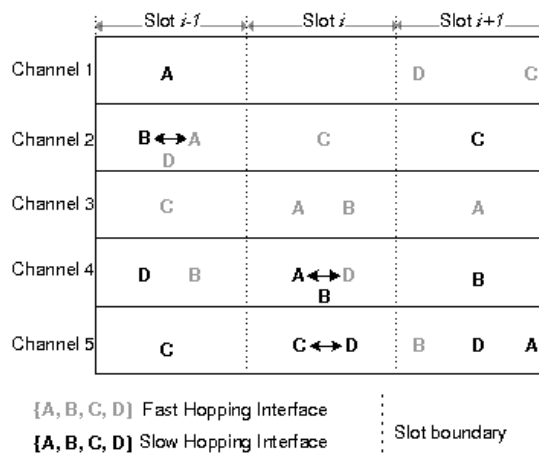 Slot i-1 Slot i Slot i+1
Channel 1 A D C
Channel 2 B A C C
D
Channel 3 C A B A
Channel 4 D B A D B
B
Channel 5 C C D B D A
{A, B, C, D} Fast Hopping Interface
{A, B, C, D} Slow Hopping Interface
Slot boundary